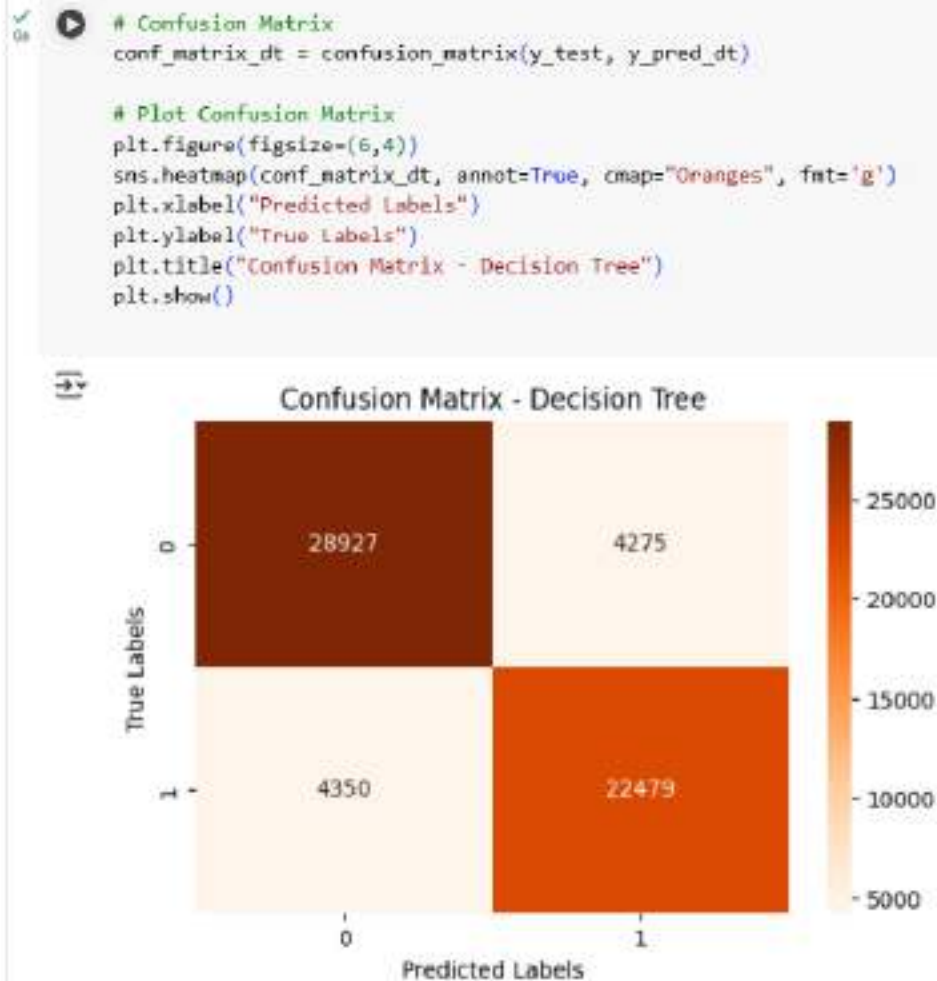 # Confusion Matrix
conf_matrix_dt = confusion_matrix(y_test, y_pred_dt)
# Plot Confusion Matrix
plt.figure(figsize=(6,4))
sns.heatmap(conf_matrix_dt, annot=True, cmap="Oranges", fmt='g')
plt.xlabel("Predicted Labels")
plt.ylabel("True Labels")
plt.title("Confusion Matrix - Decision Tree")
plt.show()
0s
Confusion Matrix - Decision Tree
28927 4275
4350 22479
True Labels
0
1
0 1
Predicted Labels
25000
20000
15000
10000
5000